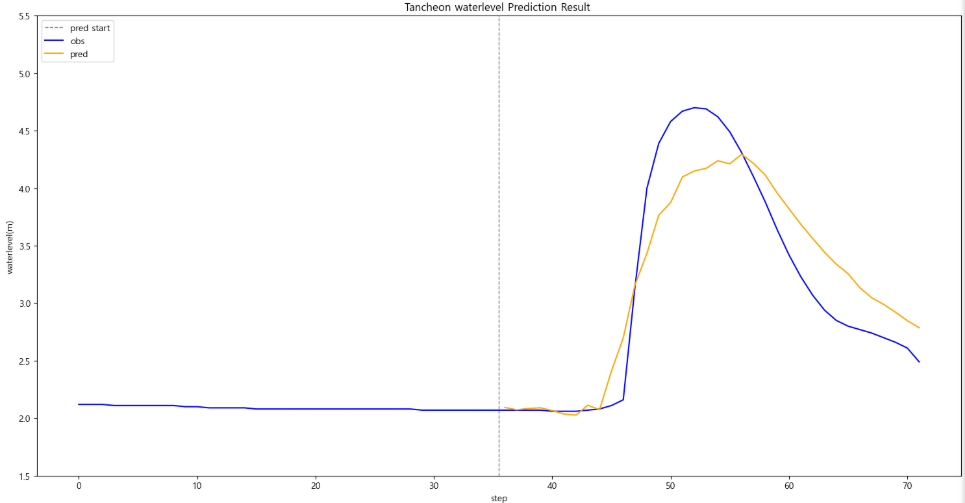 Tancheon waterlevel Prediction Result
pred start
obs
pred
waterlevel(m)
5.5
5.0
4.5
4.0
3.5
3.0
2.5
2.0
1.5
0 10 20 30 40 50 60 70
step